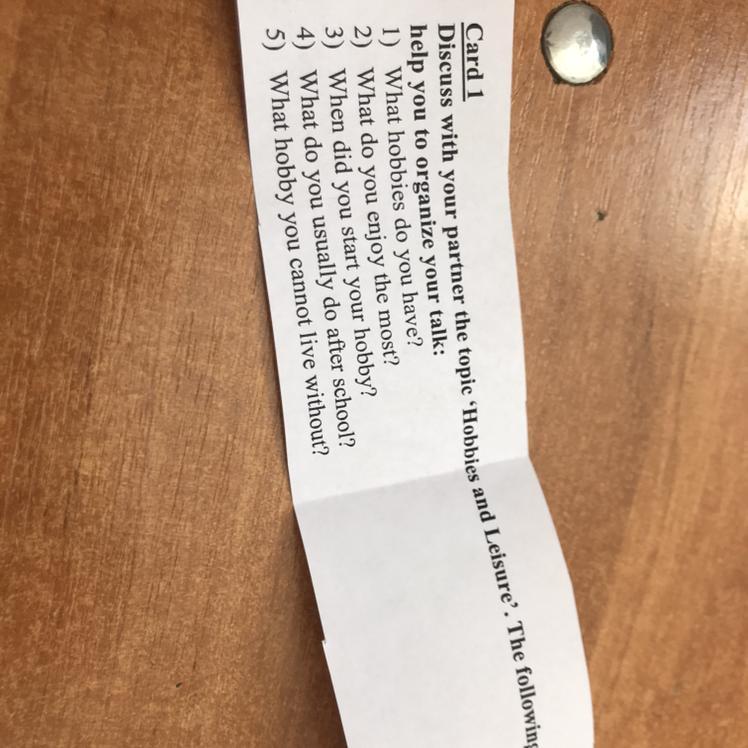 Card 1
Discuss with your partner the topic ‘Hobbies and Leisure’. The following
help you to organize your talk:
1) What hobbies do you have?
2) What do you enjoy the most?
3) When did you start your hobby?
4) What do you usually do after school?
5) What hobby you cannot live without?